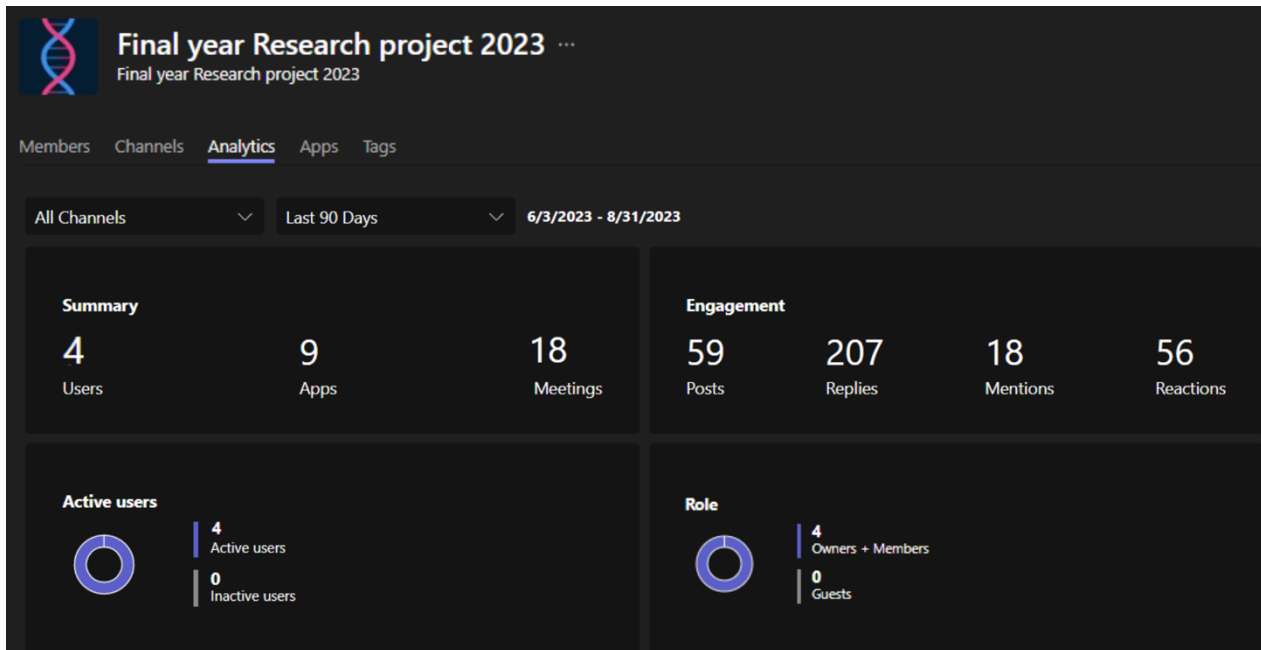 Final year Research project 2023 ...
Final year Research project 2023
Members Channels Analytics Apps Tags
All Channels Last 90 Days 6/3/2023 - 8/31/2023
Summary
4 9 18
Users Apps Meetings
Engagement
59 207 18 56
Posts Replies Mentions Reactions
Active users
4
Active users
0
Inactive users
Role
4
Owners + Members
0
Guests